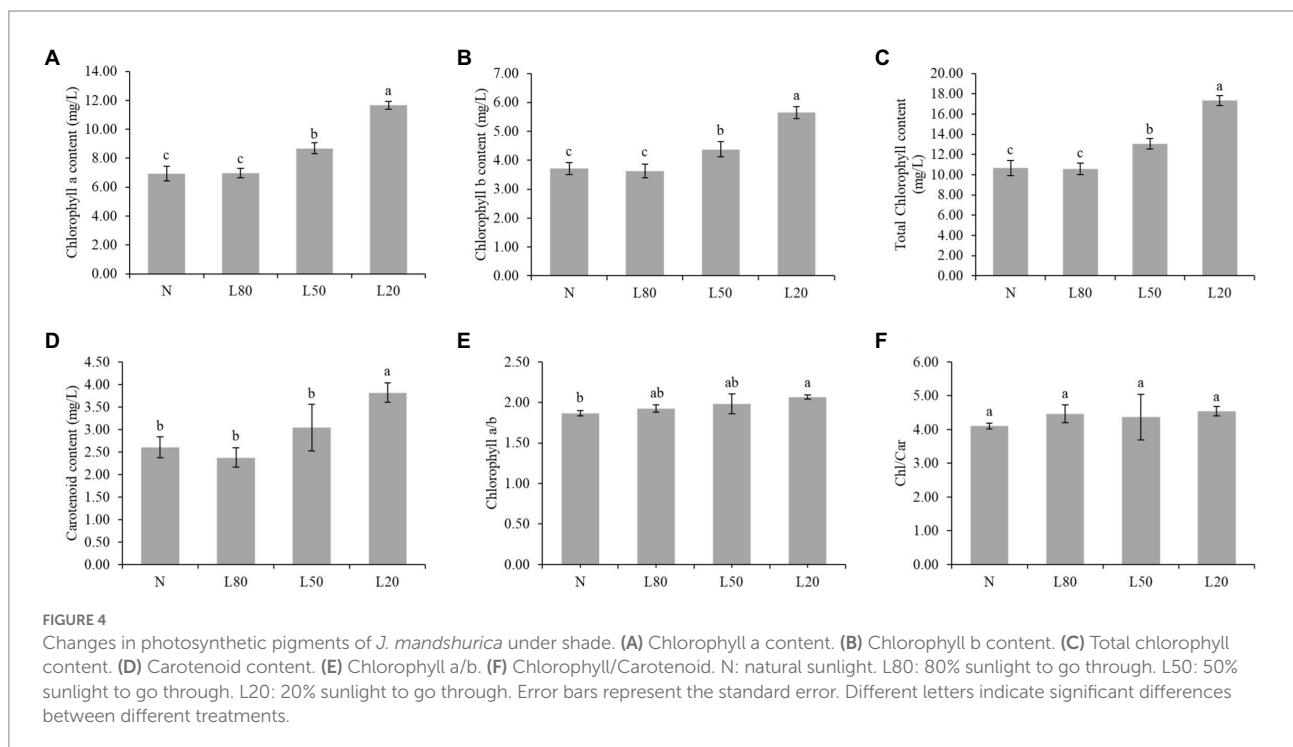 A
Chlorophyll a content (mg/L)
14.00
12.00
10.00
8.00
6.00
4.00
2.00
0.00
c
c
b
a
N L80 L50 L20
B
Chlorophyll b content (mg/L)
7.00
6.00
5.00
4.00
3.00
2.00
1.00
0.00
c
c
b
a
N L80 L50 L20
C
Total Chlorophyll content
(mg/L)
20.00
18.00
16.00
14.00
12.00
10.00
8.00
6.00
4.00
2.00
0.00
c
c
b
a
N L80 L50 L20
D
Carotenoid content (mg/L)
4.50
4.00
3.50
3.00
2.50
2.00
1.50
1.00
0.50
0.00
b
b
b
a
N L80 L50 L20
E
Chlorophyll a/b
2.50
2.00
1.50
1.00
0.50
0.00
b
ab
ab
a
N L80 L50 L20
F
Chl/Car
6.00
5.00
4.00
3.00
2.00
1.00
0.00
a
a
a
a
N L80 L50 L20
FIGURE 4
Changes in photosynthetic pigments of J. mandshurica under shade. (A) Chlorophyll a content. (B) Chlorophyll b content. (C) Total chlorophyll
content. (D) Carotenoid content. (E) Chlorophyll a/b. (F) Chlorophyll/Carotenoid. N: natural sunlight. L80: 80% sunlight to go through. L50: 50%
sunlight to go through. L20: 20% sunlight to go through. Error bars represent the standard error. Different letters indicate significant differences
between different treatments.